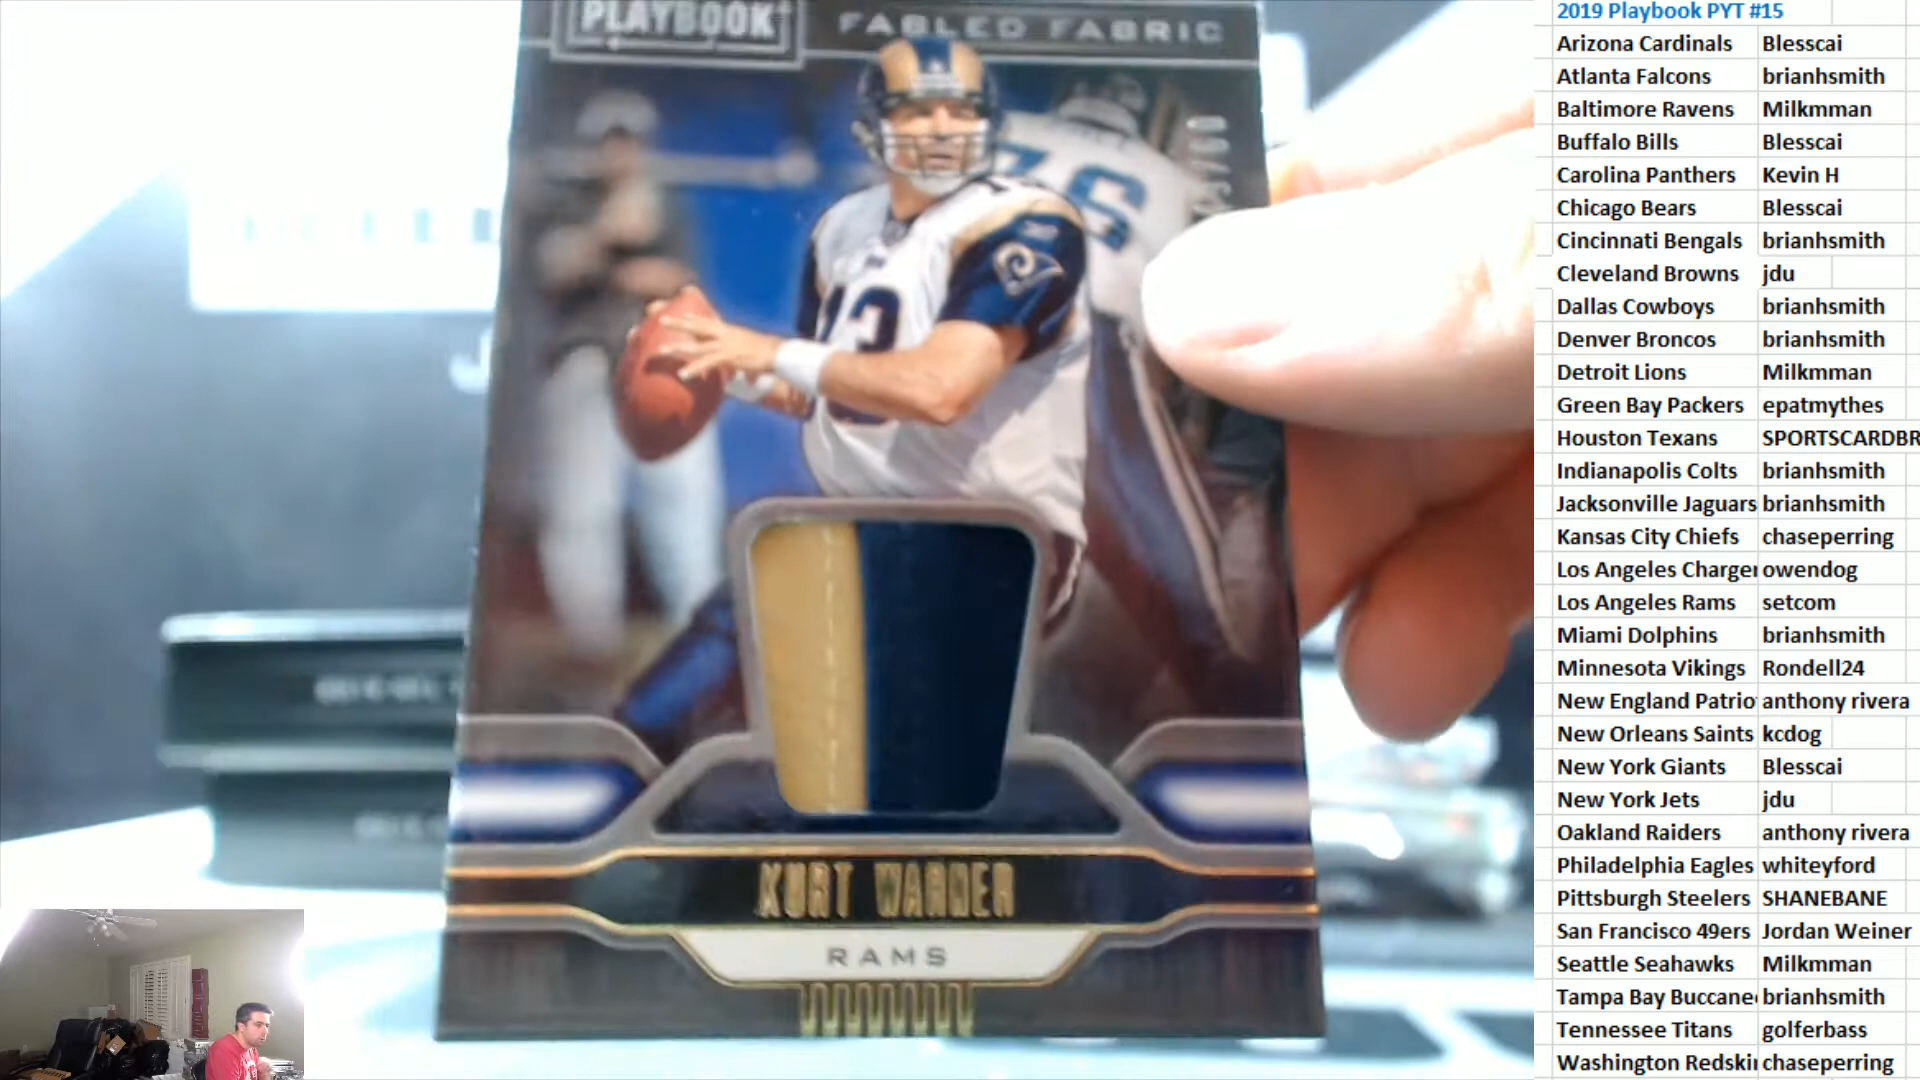 PLAYBOOK
FABLED FABRIC
76
13
KURT WARNER
RAMS
2019 Playbook PYT #15
Arizona Cardinals Blesscai
Atlanta Falcons brianhsmith
Baltimore Ravens Milkmman
Buffalo Bills Blesscai
Carolina Panthers Kevin H
Chicago Bears Blesscai
Cincinnati Bengals brianhsmith
Cleveland Browns jdu
Dallas Cowboys brianhsmith
Denver Broncos brianhsmith
Detroit Lions Milkmman
Green Bay Packers epatmythes
Houston Texans SPORTSCARDBR
Indianapolis Colts brianhsmith
Jacksonville Jaguars brianhsmith
Kansas City Chiefs chaseperring
Los Angeles Charger owendog
Los Angeles Rams setcom
Miami Dolphins brianhsmith
Minnesota Vikings Rondell24
New England Patrio anthony rivera
New Orleans Saints kcdog
New York Giants Blesscai
New York Jets jdu
Oakland Raiders anthony rivera
Philadelphia Eagles whiteyford
Pittsburgh Steelers SHANEBANE
San Francisco 49ers Jordan Weiner
Seattle Seahawks Milkmman
Tampa Bay Buccane brianhsmith
Tennessee Titans golferbass
Washington Redski chaseperring